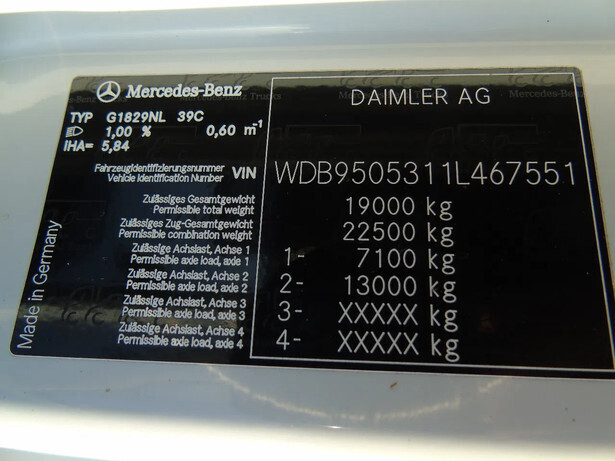 Mercedes-Benz
TYP G1829NL 39C
1,00 % 0,60 m-1
IHA= 5,84
DAIMLER AG
Fahrzeugidentifizierungsnummer
Vehicle Identification Number VIN WDB9505311L467551
Zulässiges Gesamtgewicht
Permissible total weight 19000 kg
Zulässiges Zug-Gesamtgewicht
Permissible combination weight 22500 kg
Zulässige Achslast, Achse 1
Permissible axle load, axle 1 1- 7100 kg
Zulässige Achslast, Achse 2
Permissible axle load, axle 2 2- 13000 kg
Zulässige Achslast, Achse 3
Permissible axle load, axle 3 3- XXXXX kg
Zulässige Achslast, Achse 4
Permissible axle load, axle 4 4- XXXXX kg
Made in Germany